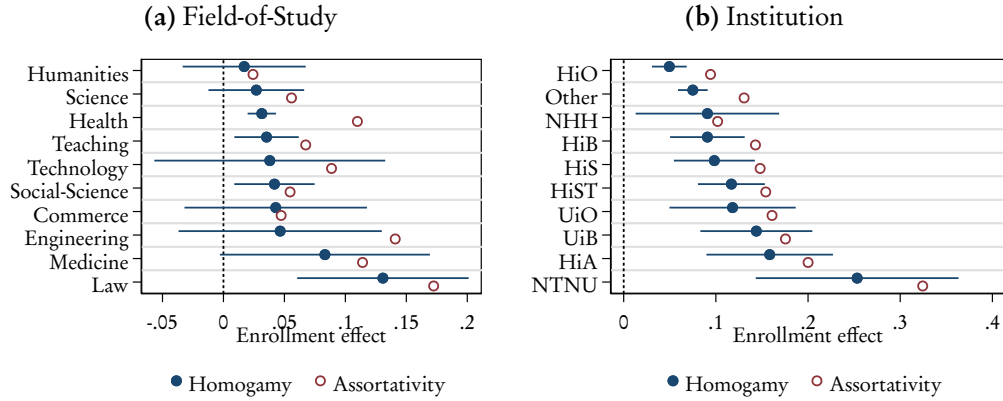 (a) Field-of-Study
Humanities
Science
Health
Teaching
Technology
Social-Science
Commerce
Engineering
Medicine
Law
-.05 0 .05 .1 .15 .2
Enrollment effect
Homogamy Assortativity
(b) Institution
HiO
Other
NHH
HiB
HiS
HiST
UiO
UiB
HiA
NTNU
0 .1 .2 .3 .4
Enrollment effect
Homogamy Assortativity